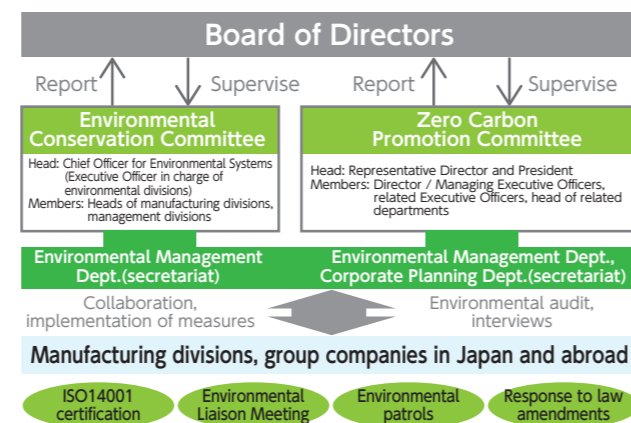 Board of Directors
Report
Supervise
Report
Supervise
Environmental
Conservation Committee
Head: Chief Officer for Environmental Systems
(Executive Officer in charge of
environmental divisions)
Members: Heads of manufacturing divisions,
management divisions
Zero Carbon
Promotion Committee
Head: Representative Director and President
Members: Director / Managing Executive Officers,
related Executive Officers, head of related
departments
Environmental Management
Dept.(secretariat)
Environmental Management Dept.,
Corporate Planning Dept.(secretariat)
Collaboration,
implementation of measures
Environmental audit,
interviews
Manufacturing divisions, group companies in Japan and abroad
ISO14001
certification
Environmental
Liaison Meeting
Environmental
patrols
Response to law
amendments